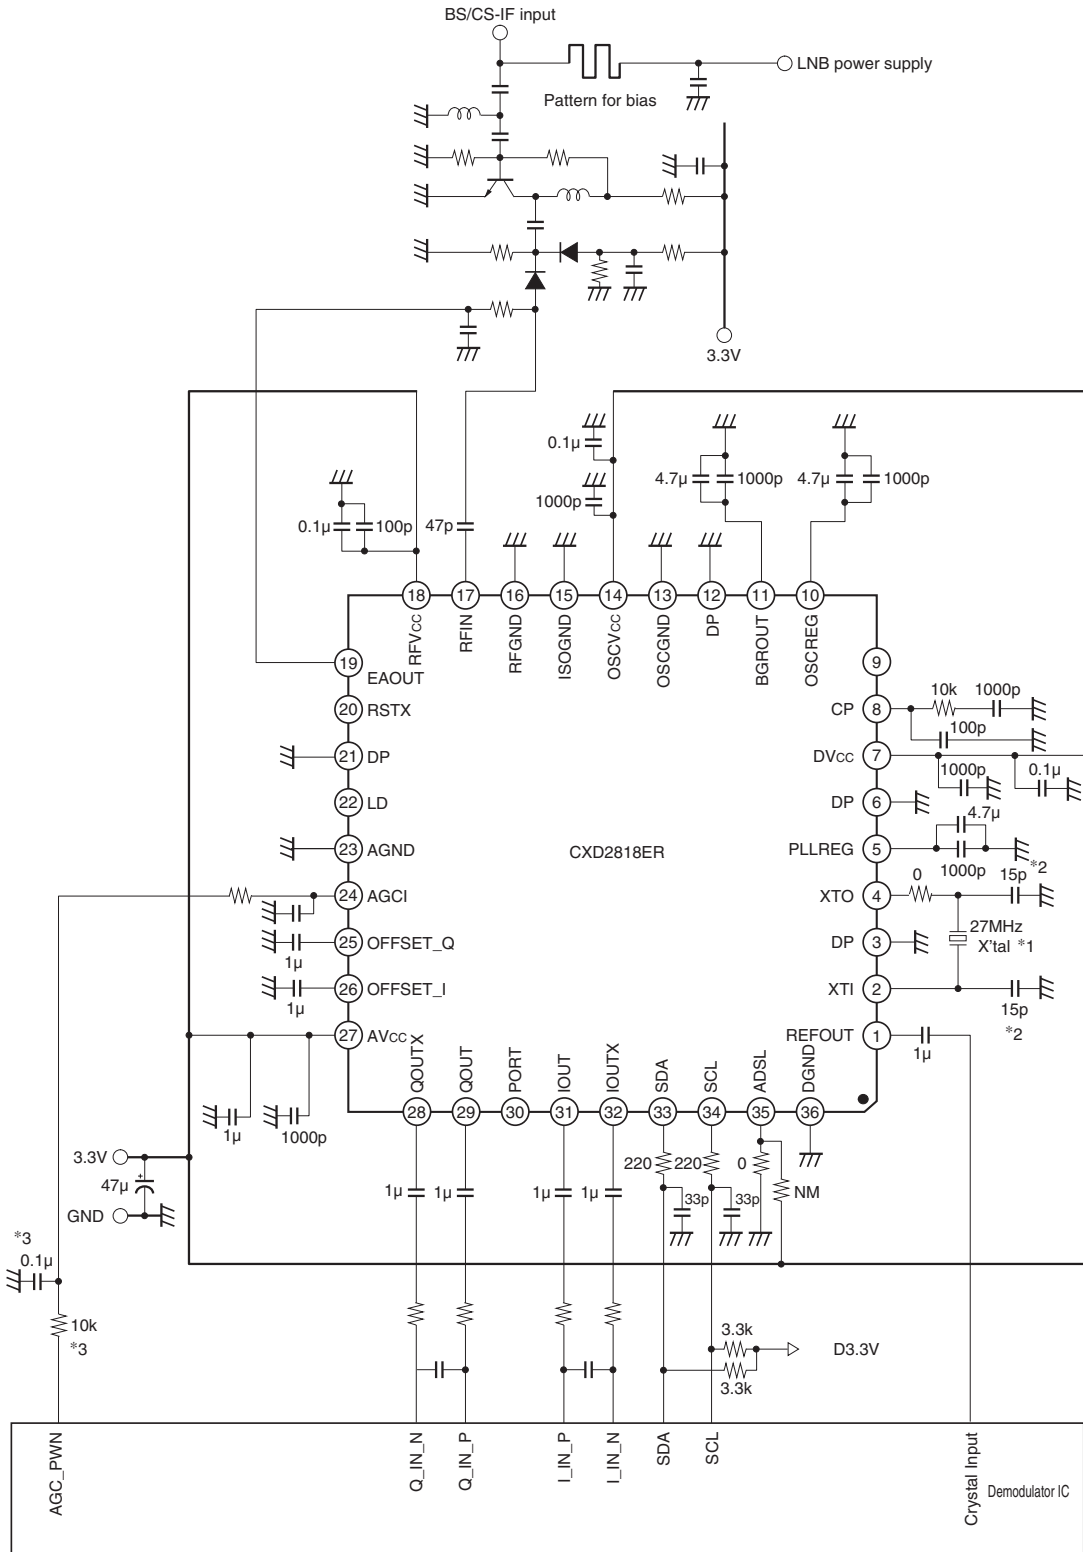 BS/CS-IF input
LNB power supply
Pattern for bias
3.3V
0.1µ
4.7µ
1000p
4.7µ
1000p
1000p
0.1µ
100p
47p
18
17
16
15
14
13
12
11
10
RFVCC
RFIN
RFGND
ISOGND
OSCVCC
OSCGND
DP
BGROUT
OSCREG
19
EAOUT
20
RSTX
21
DP
22
LD
23
AGND
24
AGCI
25
OFFSET_Q
1µ
26
OFFSET_I
1µ
27
AVCC
CXD2818ER
9
CP
8
10k
1000p
100p
DVCC
7
1000p
0.1µ
DP
6
4.7µ
PLLREG
5
1000p
*2
15p
0
XTO
4
27MHz
X'tal *1
DP
3
XTI
2
15p
*2
REFOUT
1
1µ
QOUTX
QOUT
PORT
IOUT
IOUTX
SDA
SCL
ADSL
DGND
28
29
30
31
32
33
34
35
36
1µ
1000p
3.3V
47µ
+
GND
1µ
1µ
1µ
1µ
220
220
0
NM
33p
33p
*3
0.1µ
10k
*3
3.3k
3.3k
D3.3V
AGC_PWN
Q_IN_N
Q_IN_P
I_IN_P
I_IN_N
SDA
SCL
Crystal Input
Demodulator IC